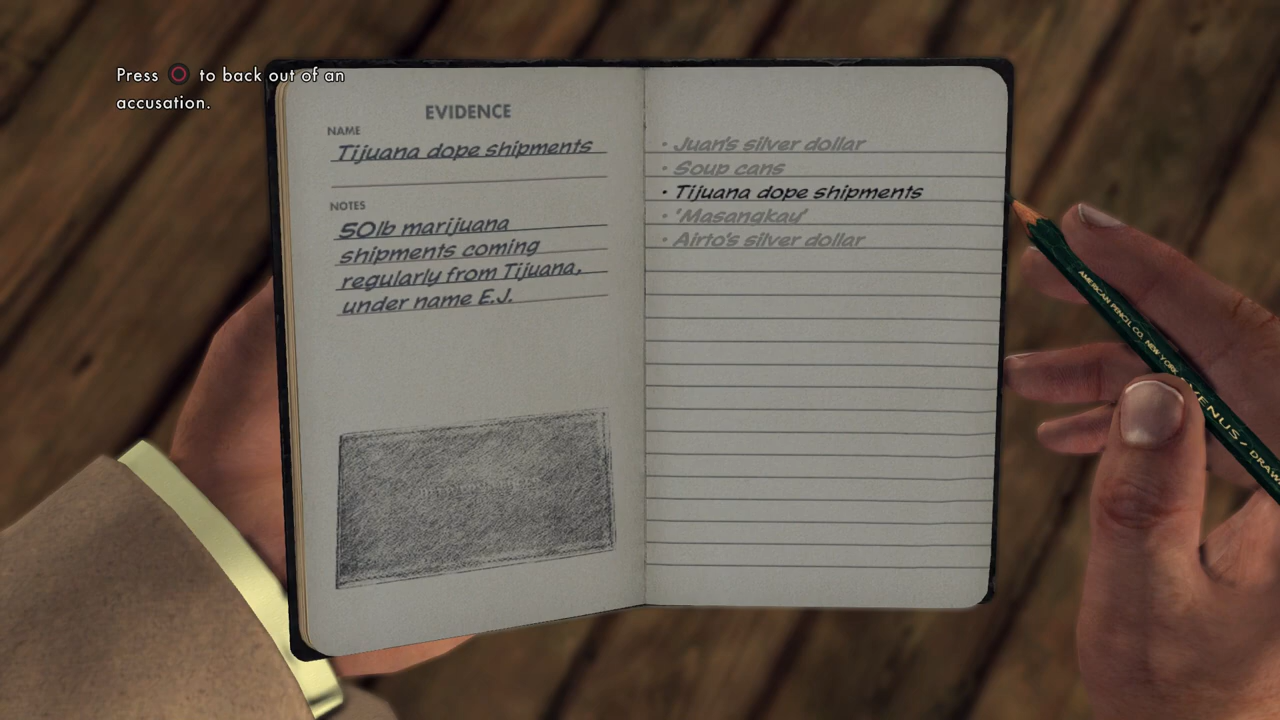 Press to back out of an
accusation.
EVIDENCE
NAME
Tijuana dope shipments
NOTES
50lb marijuana
shipments coming
regularly from Tijuana,
under name E.J.
• Juan's silver dollar
• Soup cans
• Tijuana dope shipments
• 'Masangkay'
• Airto's silver dollar
AMERICAN PENCIL CO. NEW YORK
VENUS